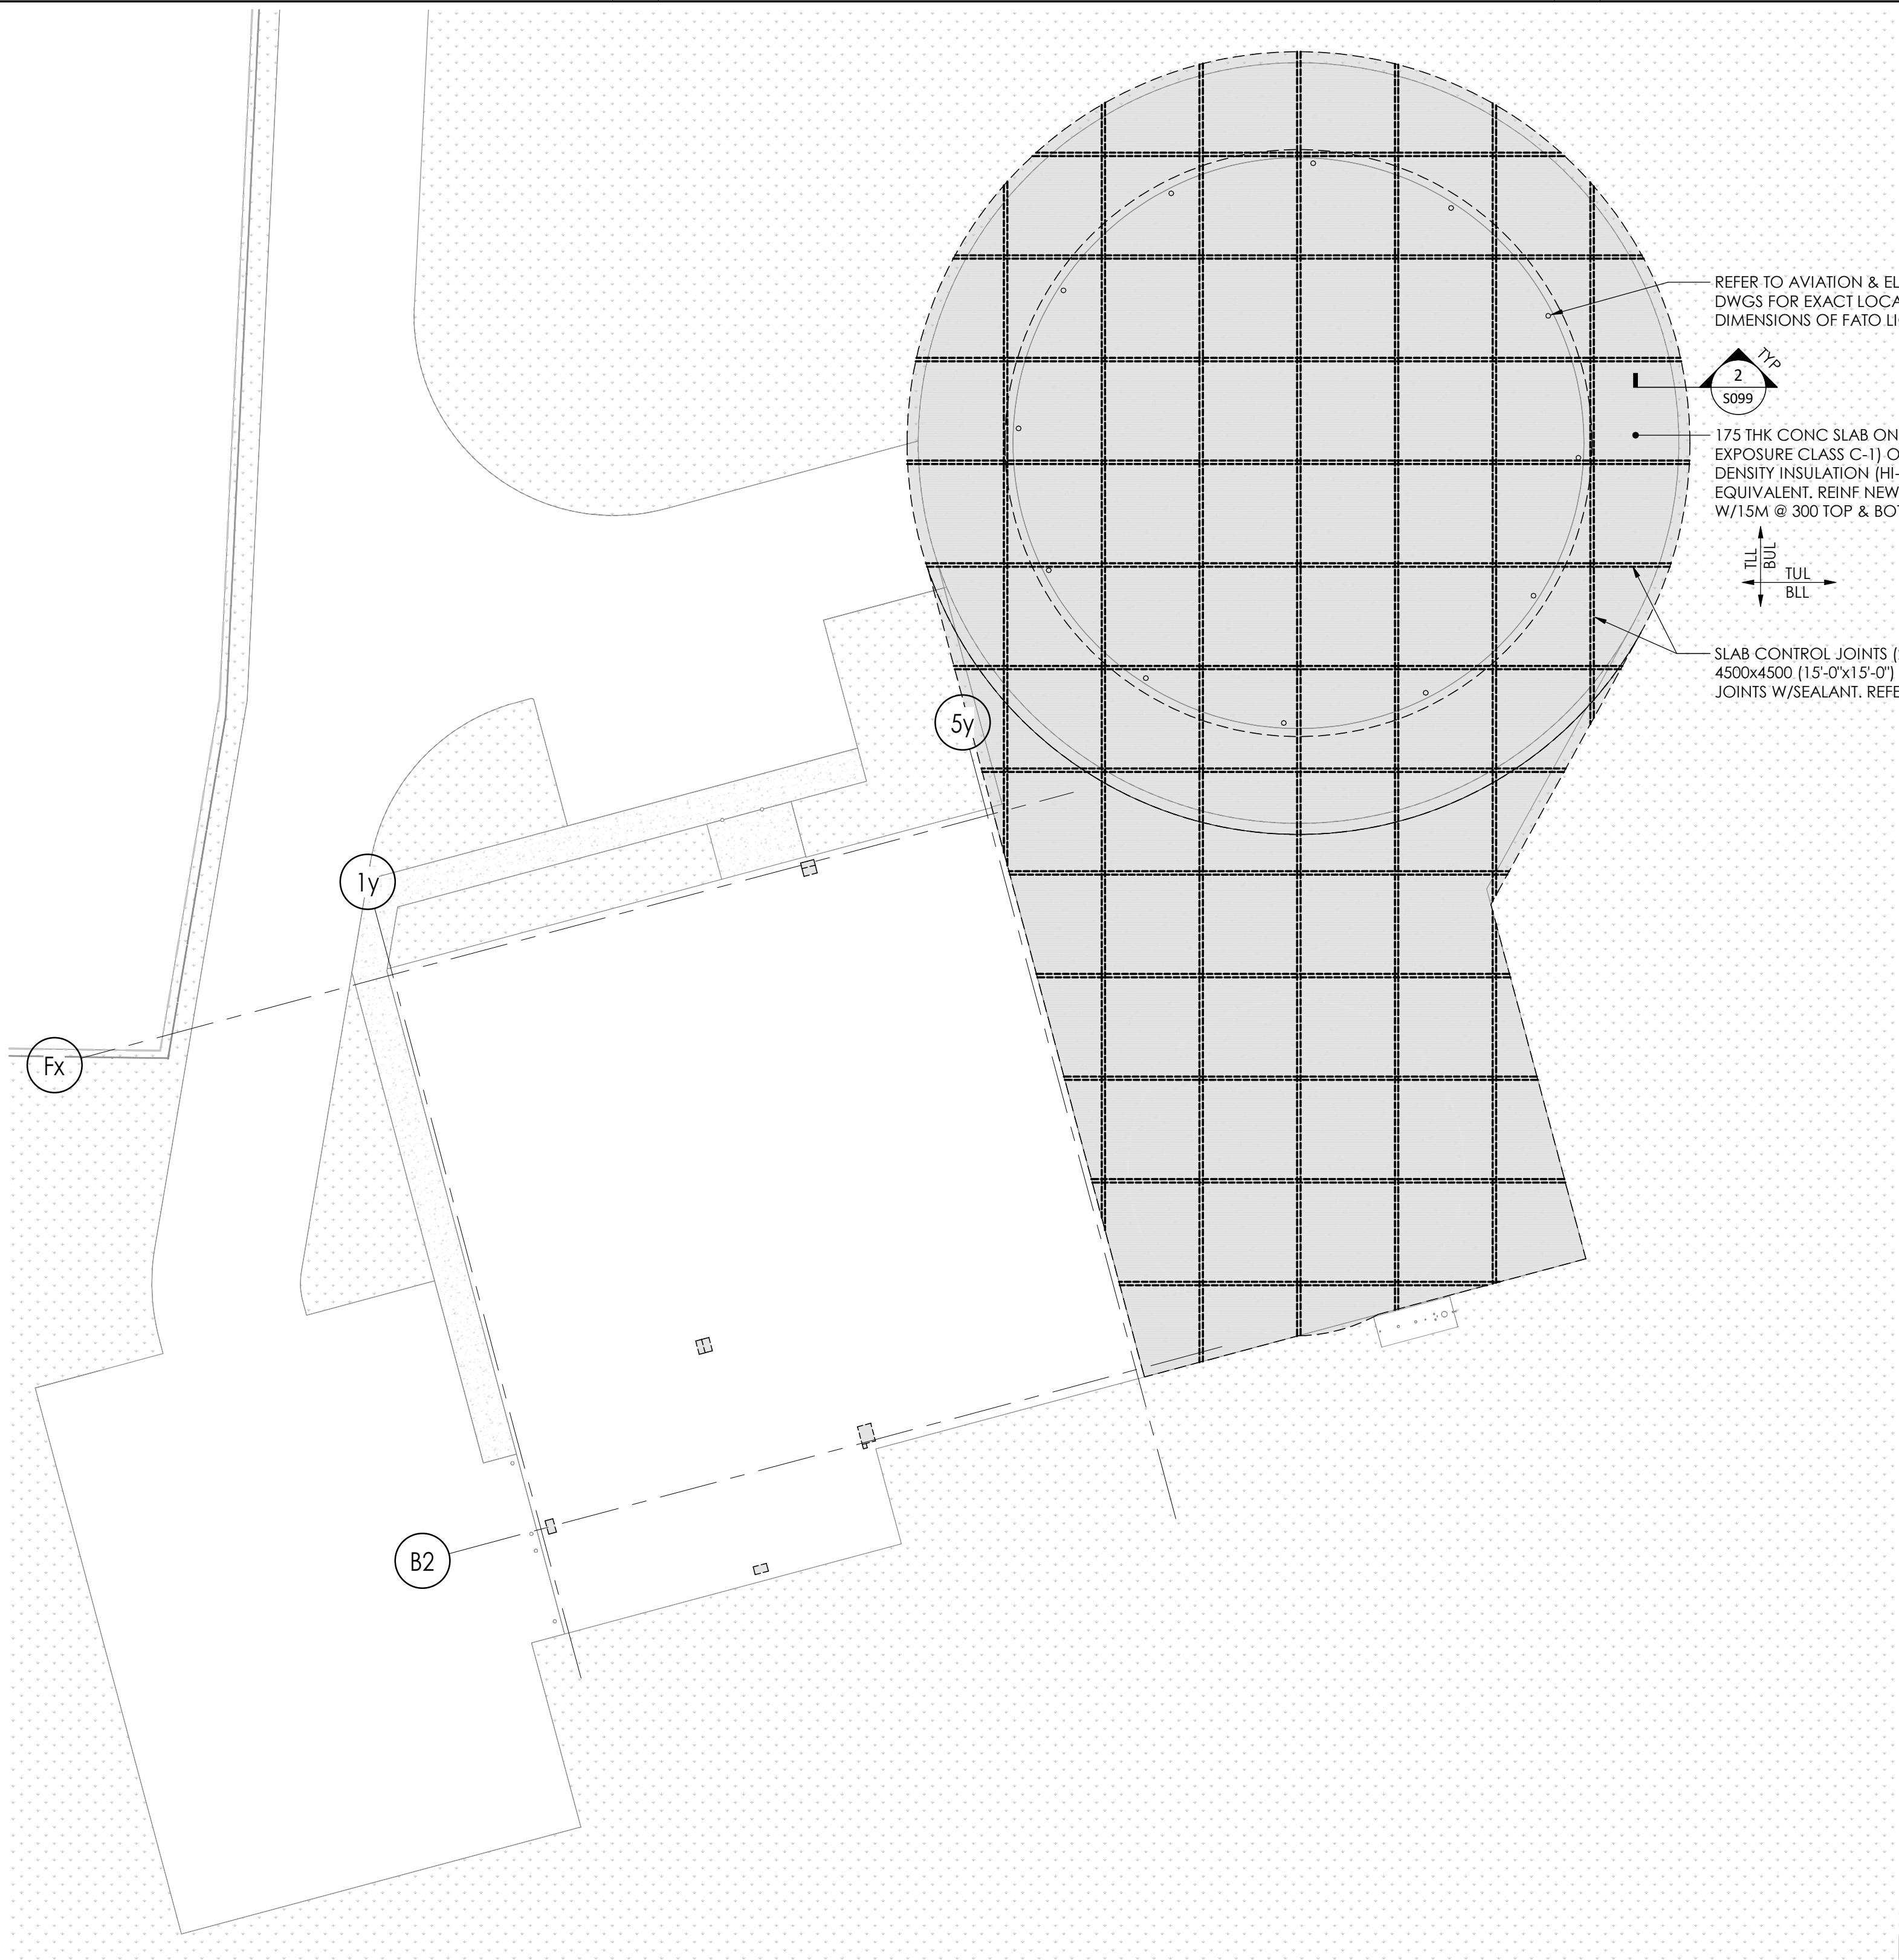 REFER TO AVIATION & EL
DWGS FOR EXACT LOCA
DIMENSIONS OF FATO LI
TYP
2
S099
175 THK CONC SLAB ON
EXPOSURE CLASS C-1) O
DENSITY INSULATION (HI-
EQUIVALENT. REINF NEW
W/15M @ 300 TOP & BOT
TLL
BUL
TUL
BLL
SLAB CONTROL JOINTS (
4500x4500 (15'-0"x15'-0")
JOINTS W/SEALANT. REFE
5y
1y
Fx
B2